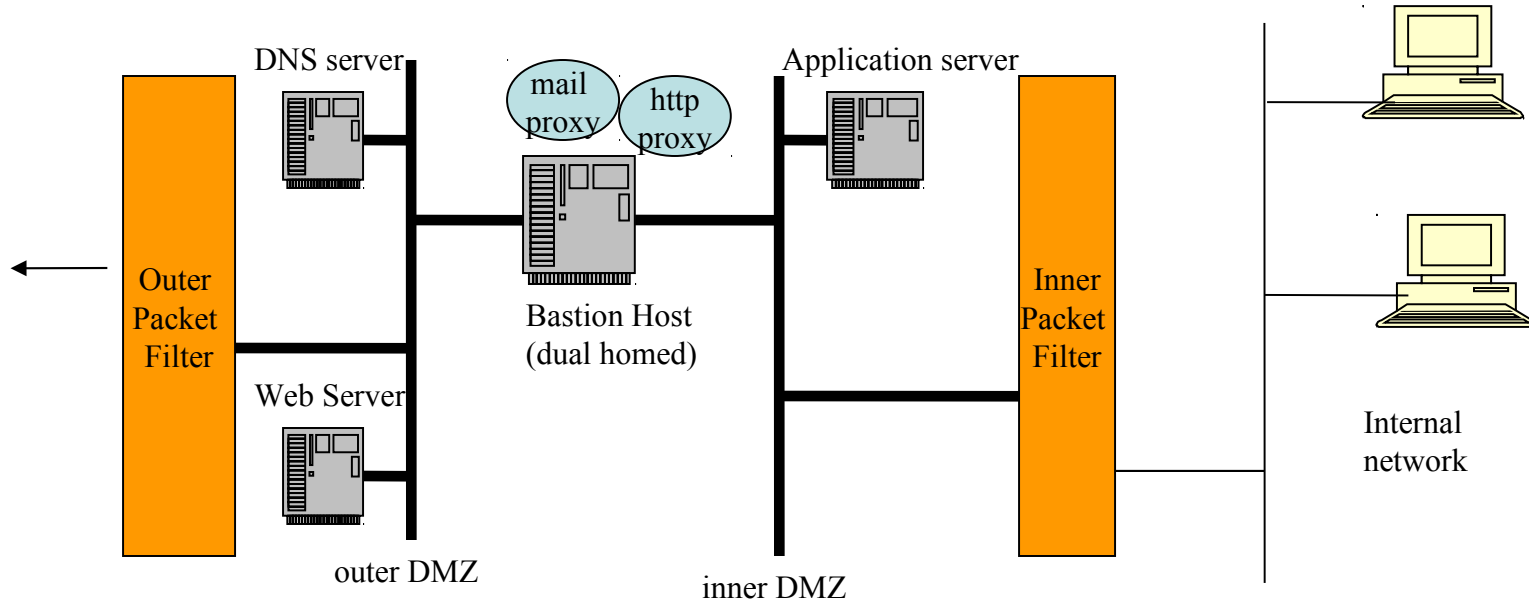 DNS server
mail
proxy
http
proxy
Application server
Outer
Packet
Filter
Bastion Host
(dual homed)
Inner
Packet
Filter
Web Server
Internal
network
outer DMZ
inner DMZ